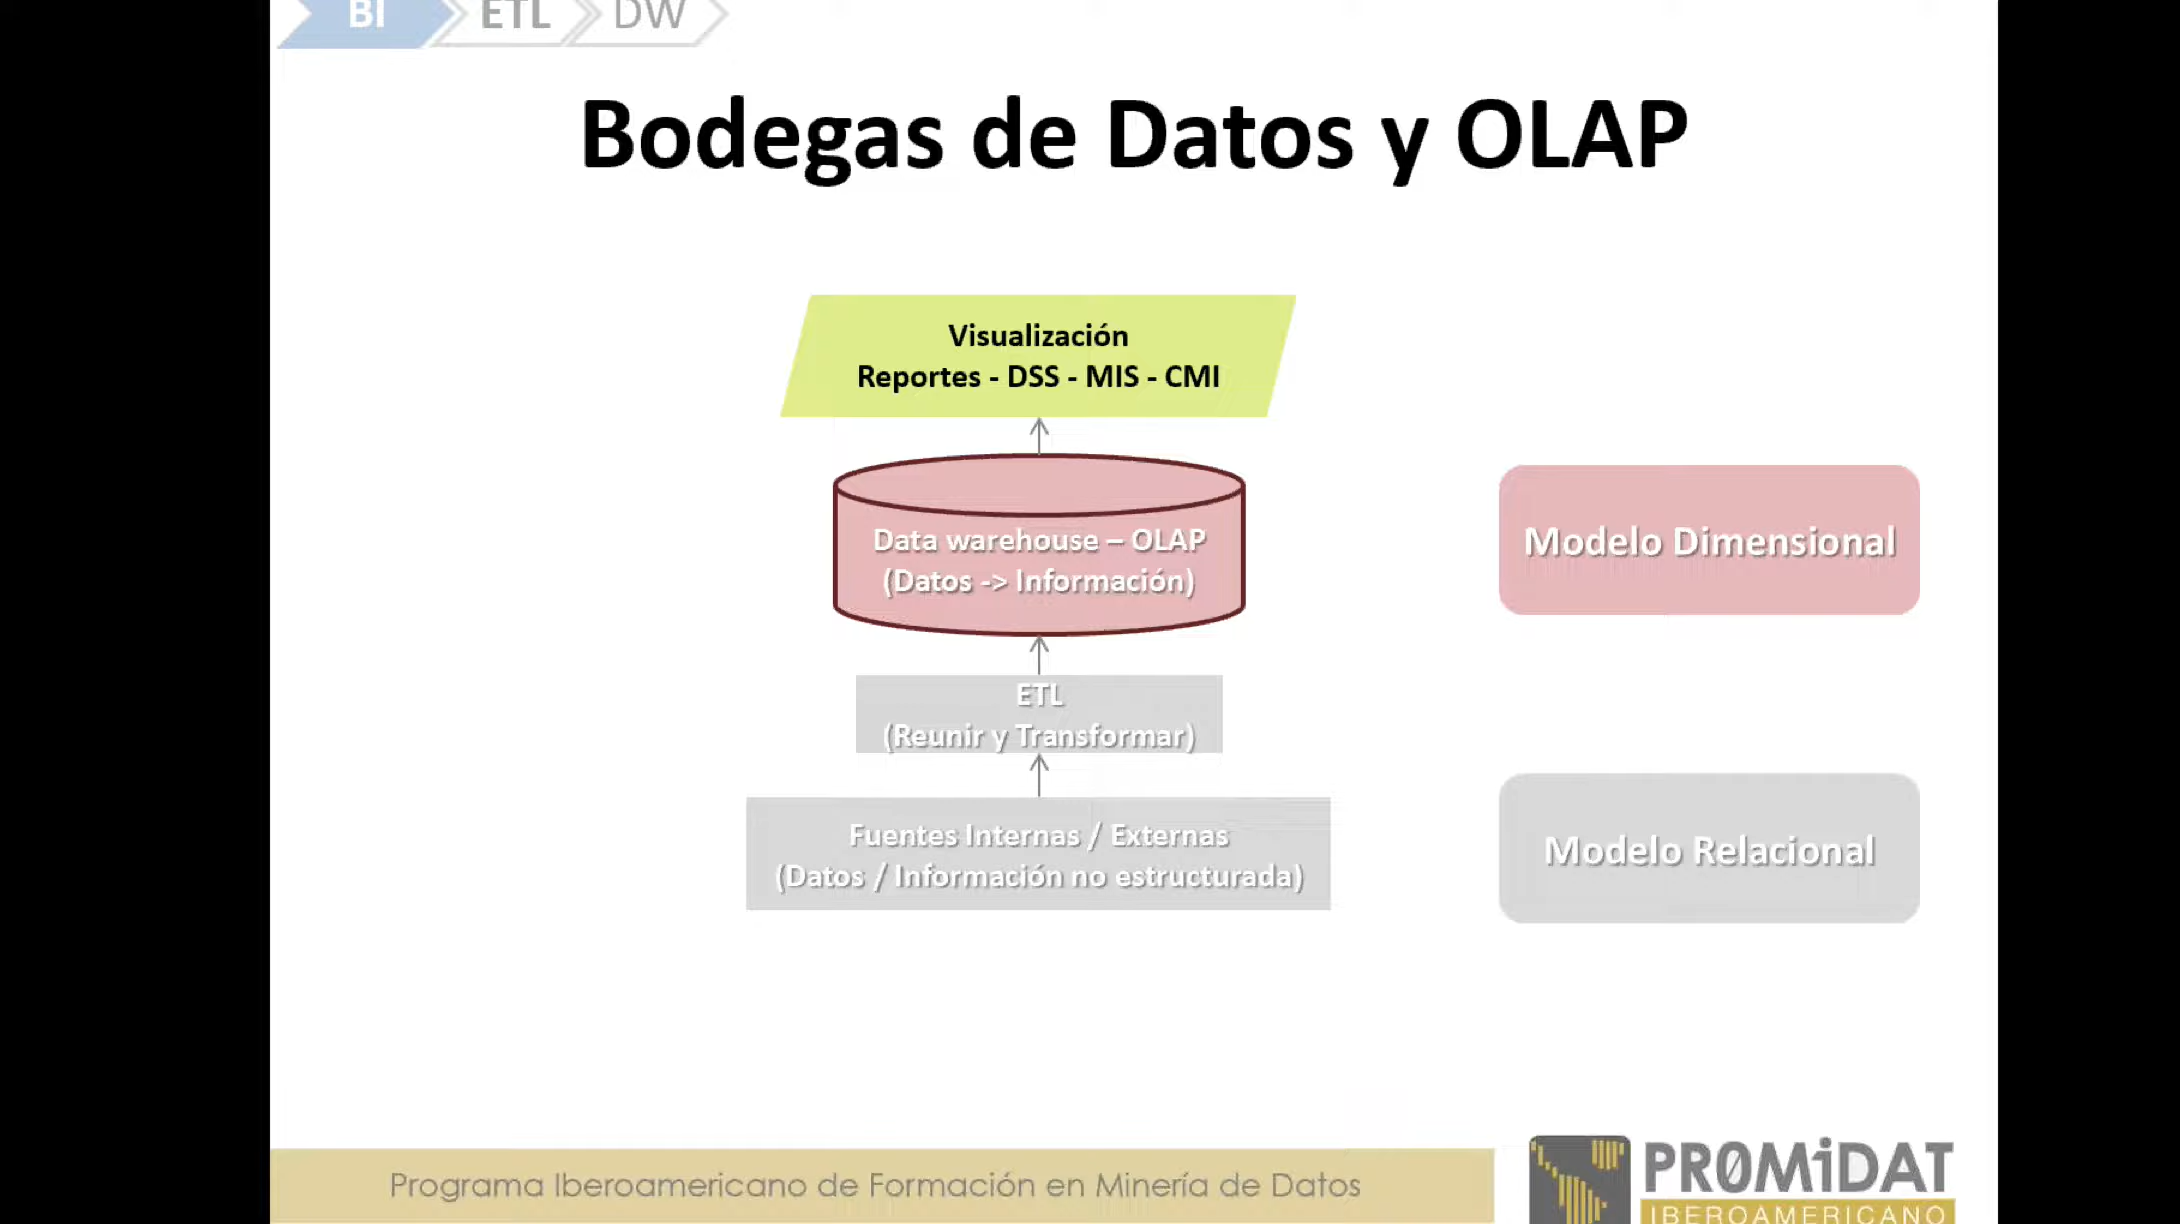 BI ETL DW
Bodegas de Datos y OLAP
Visualización
Reportes - DSS - MIS - CMI
Data warehouse – OLAP
(Datos -> Información)
Modelo Dimensional
ETL
(Reunir y Transformar)
Fuentes Internas / Externas
(Datos / Información no estructurada)
Modelo Relacional
Programa Iberoamericano de Formación en Minería de Datos
PR0MiDAT
IBEROAMERICANO